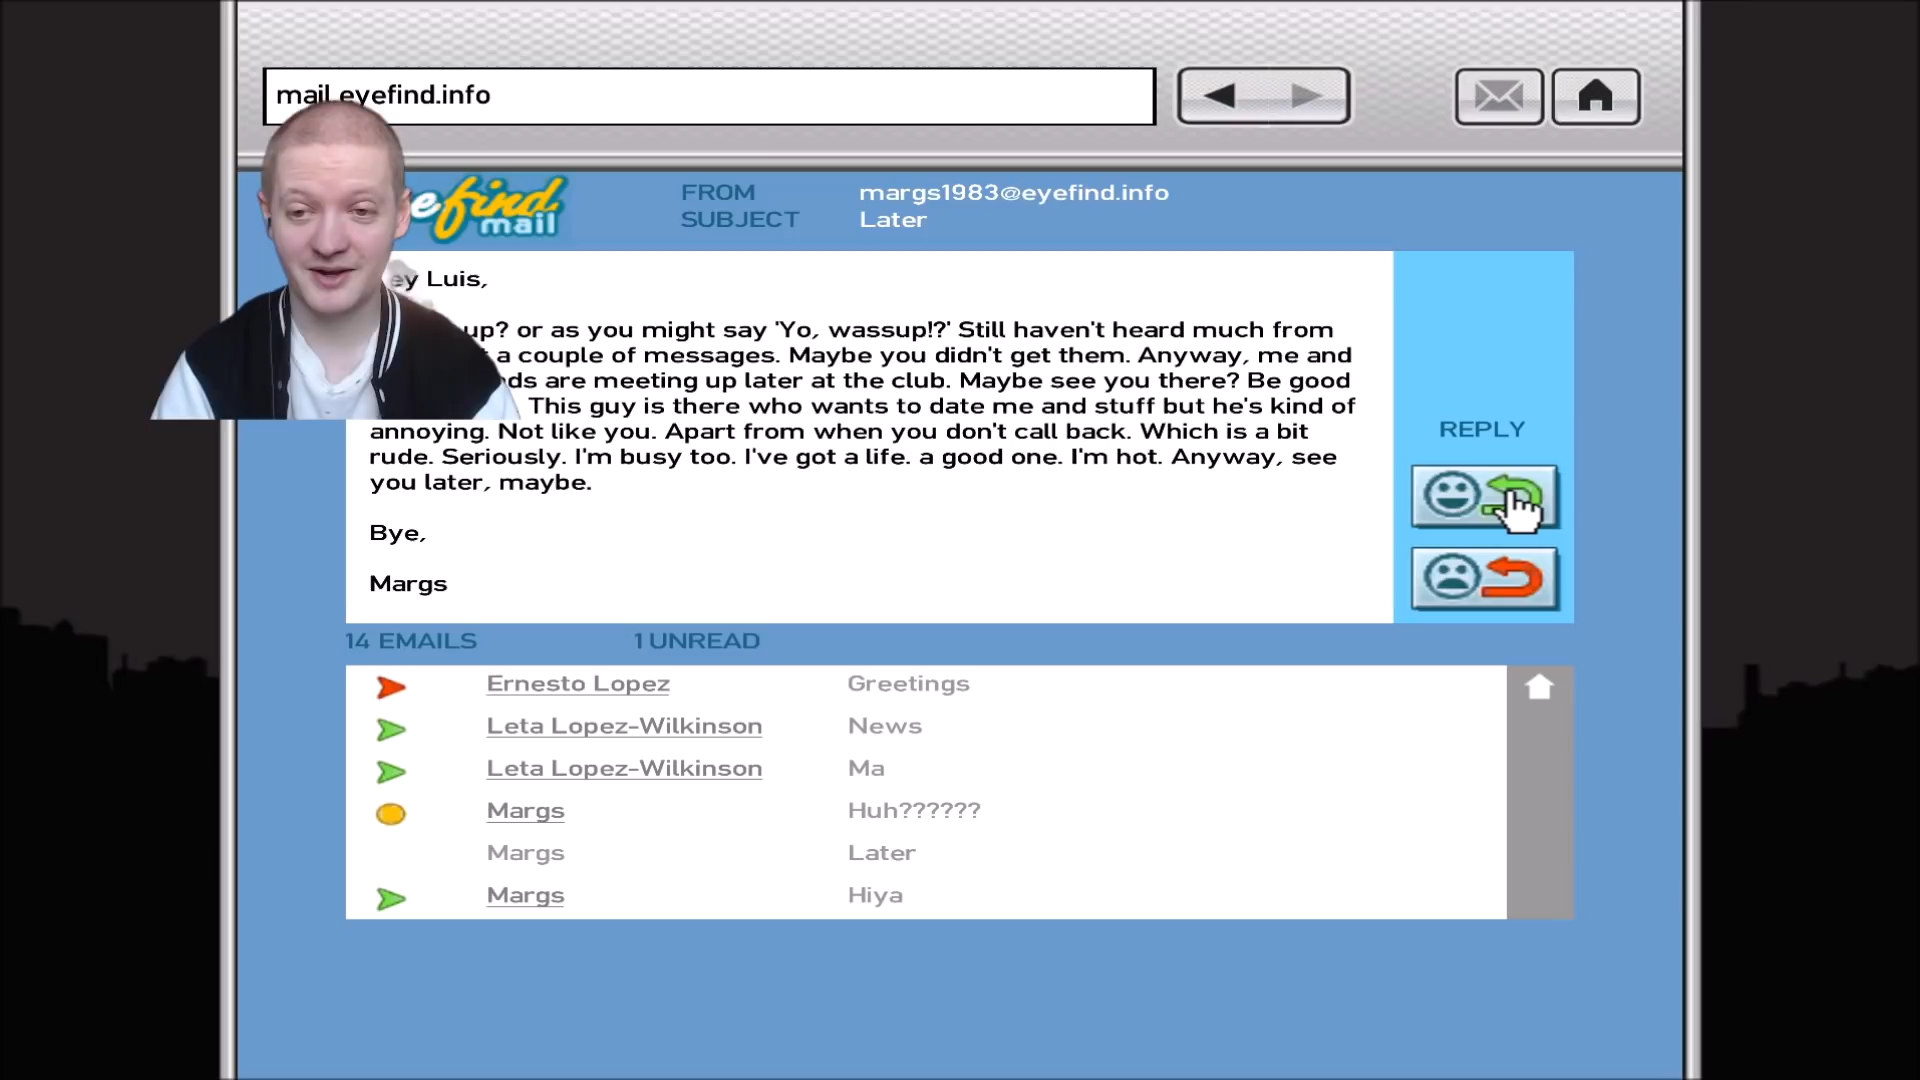 mail.eyefind.info
e find
mail
FROM margs1983@eyefind.info
SUBJECT Later
ey Luis,
up? or as you might say 'Yo, wassup!?' Still haven't heard much from
a couple of messages. Maybe you didn't get them. Anyway, me and
ds are meeting up later at the club. Maybe see you there? Be good
This guy is there who wants to date me and stuff but he's kind of
annoying. Not like you. Apart from when you don't call back. Which is a bit
rude. Seriously. I'm busy too. I've got a life. a good one. I'm hot. Anyway, see
you later, maybe.
Bye,
Margs
REPLY
14 EMAILS 1 UNREAD
Ernesto Lopez Greetings
Leta Lopez-Wilkinson News
Leta Lopez-Wilkinson Ma
Margs Huh??????
Margs Later
Margs Hiya